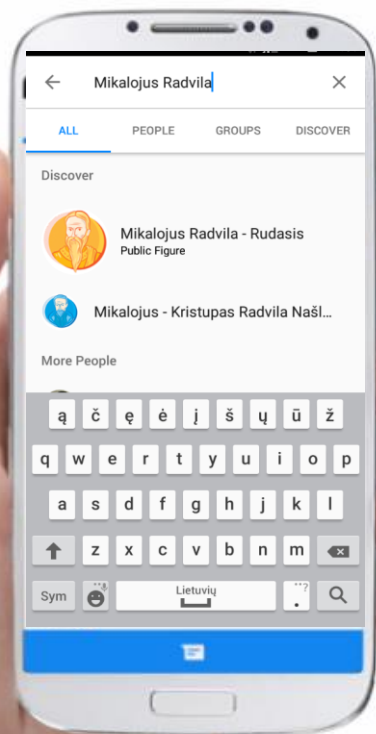 Mikalojus Radvila
ALL PEOPLE GROUPS DISCOVER
Discover
Mikalojus Radvila - Rudasis
Public Figure
Mikalojus - Kristupas Radvila Našl...
More People
ą č ę ė į š ų ū ž
q w e r t y u i o p
a s d f g h j k l
z x c v b n m
Sym Lietuvių . ...?